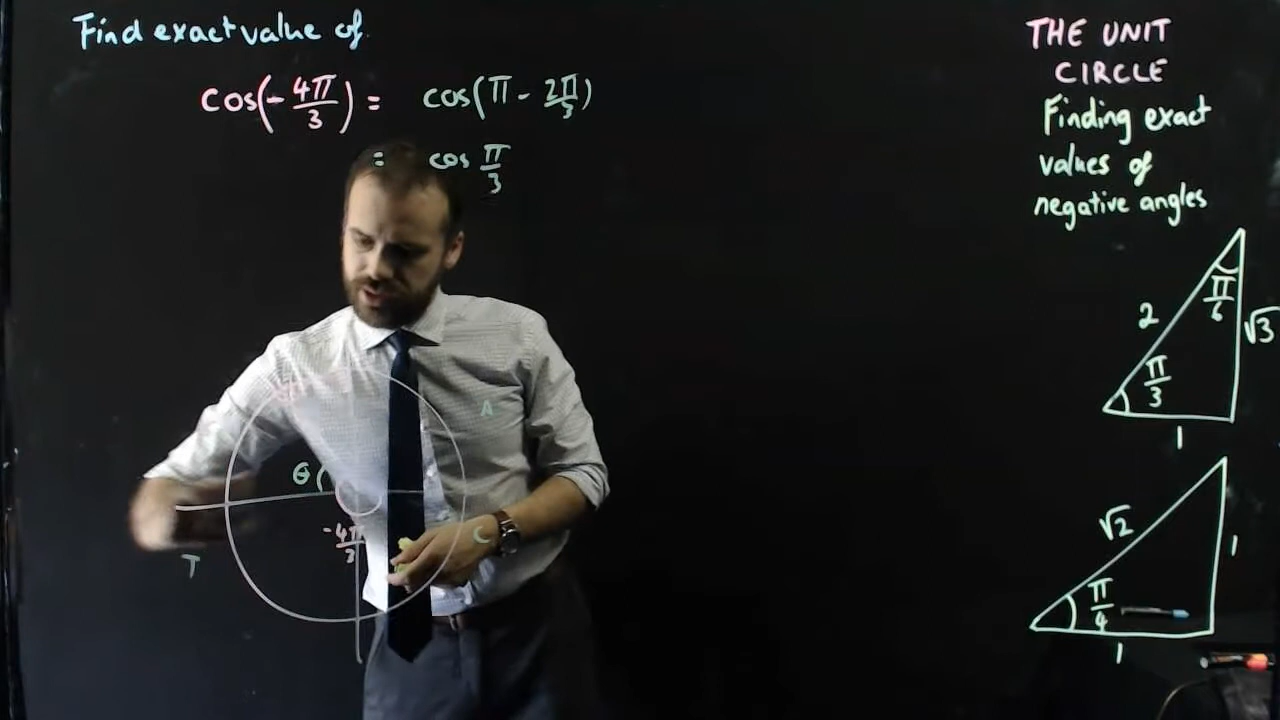 Find exact value of
cos(-4π/3) = cos(π - 2π/3)
= cos π/3
THE UNIT
CIRCLE
Finding exact
values of
negative angles
π/6
2
√3
π/3
1
A
θ
-4π/3
C
T
√2
1
π/4
1